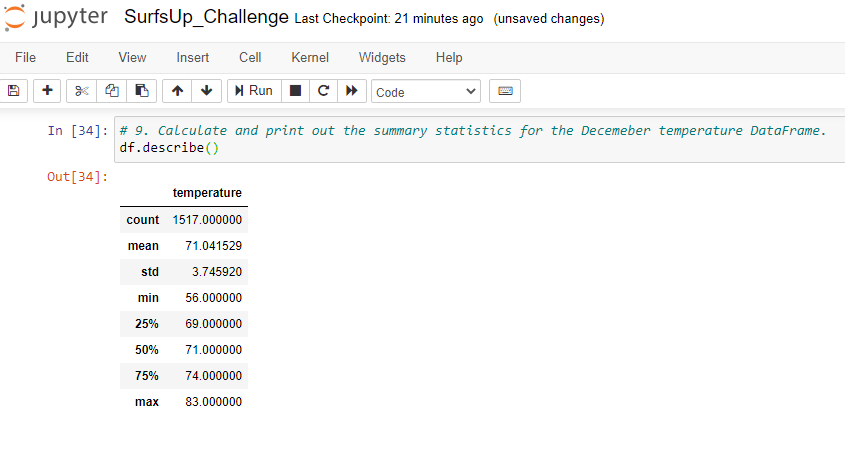 jupyter SurfsUp_Challenge Last Checkpoint: 21 minutes ago (unsaved changes)
File Edit View Insert Cell Kernel Widgets Help
Run Code
In [34]: # 9. Calculate and print out the summary statistics for the Decemeber temperature DataFrame.
df.describe()
Out[34]:
temperature
count 1517.000000
mean 71.041529
std 3.745920
min 56.000000
25% 69.000000
50% 71.000000
75% 74.000000
max 83.000000